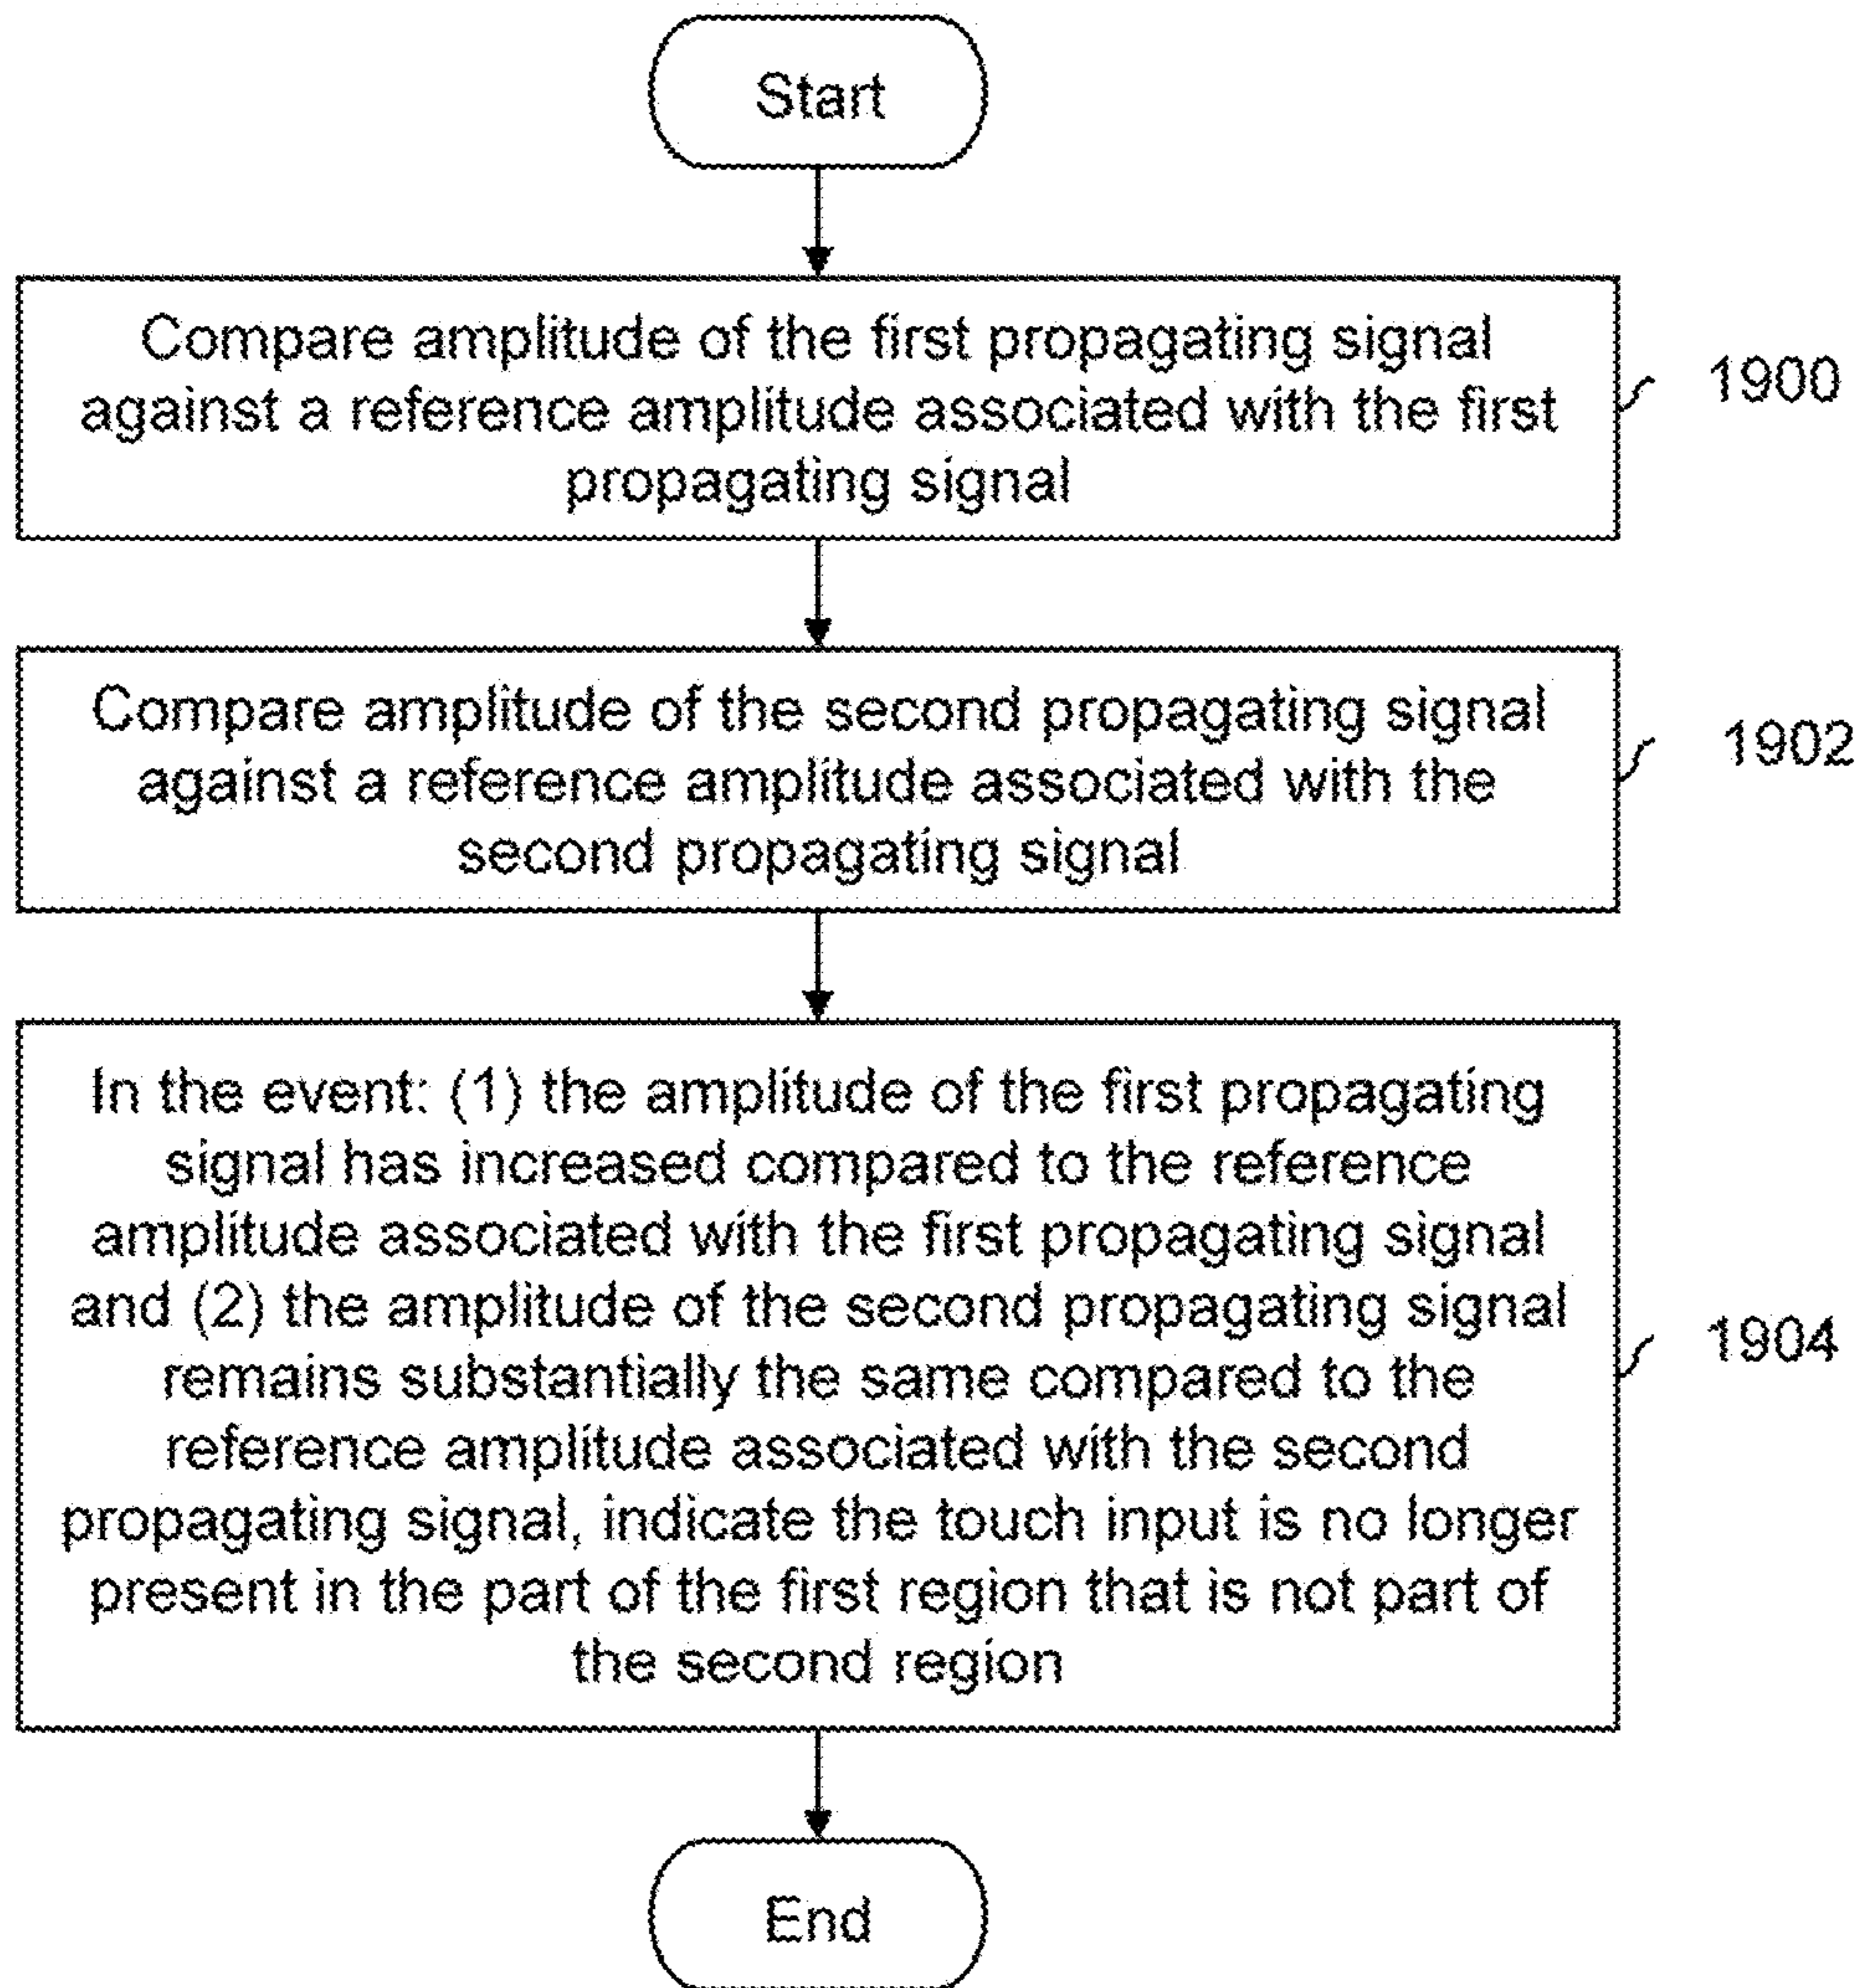 Start
Compare amplitude of the first propagating signal
against a reference amplitude associated with the first
propagating signal
1900
Compare amplitude of the second propagating signal
against a reference amplitude associated with the
second propagating signal
1902
In the event: (1) the amplitude of the first propagating
signal has increased compared to the reference
amplitude associated with the first propagating signal
and (2) the amplitude of the second propagating signal
remains substantially the same compared to the
reference amplitude associated with the second
propagating signal, indicate the touch input is no longer
present in the part of the first region that is not part of
the second region
1904
End